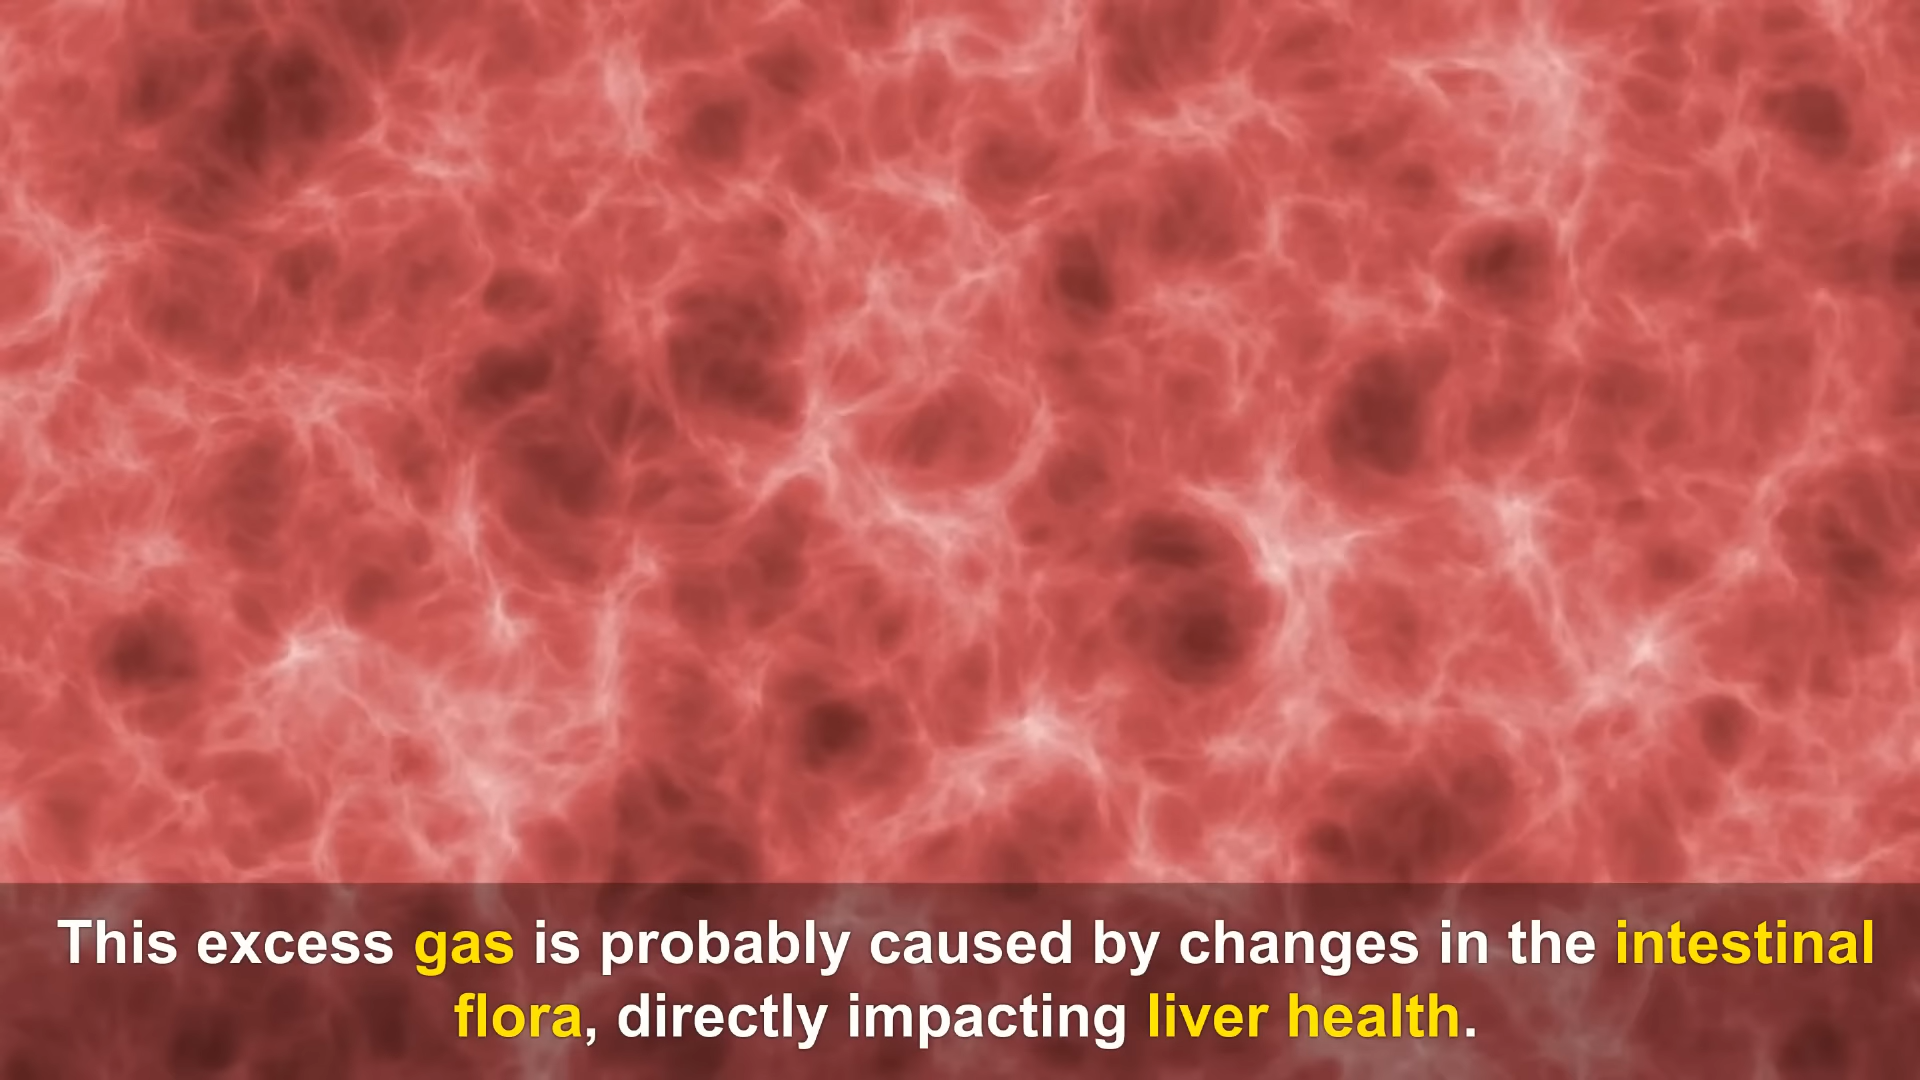 This excess gas is probably caused by changes in the intestinal
flora, directly impacting liver health.